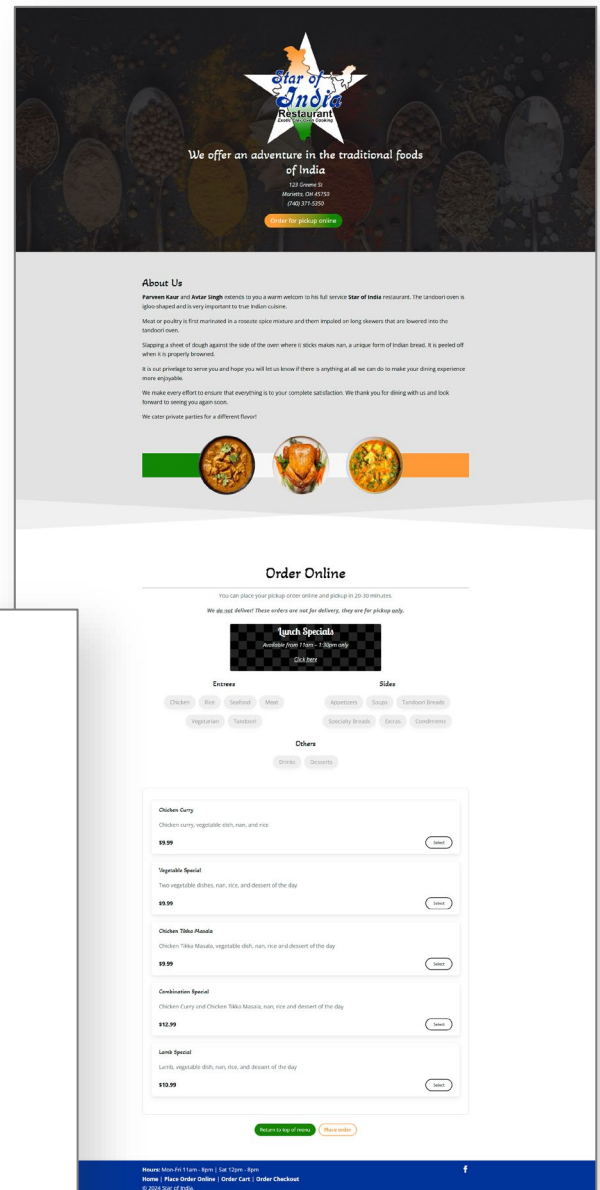 Star of
India
Restaurant
Exotic Clay Oven Cooking
We offer an adventure in the traditional foods
of India
123 Greene St
Marietta, OH 45750
(740) 371-5350
Order for pickup online
About Us
Parveen Kaur and Avtar Singh extends to you a warm welcom to his full service Star of India restaurant. The tandoori oven is
igloo-shaped and is very important to true Indian cuisine.
Meat or poultry is first marinated in a roseate spice mixture and them impaled on long skewers that are lowered into the
tandoori oven.
Slapping a sheet of dough against the side of the oven where it sticks makes nan, a unique form of Indian bread. It is peeled off
when it is properly browned.
It is out privelage to serve you and hope you will let us know if there is anything at all we can do to make your dining experience
more enjoyable.
We make every effort to ensure that everything is to your complete satisfaction. We thank you for dining with us and look
forward to seeing you again soon.
We cater private parties for a different flavor!
Order Online
You can place your pickup order online and pickup in 20-30 minutes.
We do not deliver! These orders are not for delivery, they are for pickup only.
Lunch Specials
Available from 11am - 1:30pm only
Click here
Entrees
Chicken Rice Seafood Meat
Vegetarian Tandoori
Sides
Appetizers Soups Tandoori Breads
Specialty Breads Extras Condiments
Others
Drinks Desserts
Chicken Curry
Chicken curry, vegetable dish, nan, and rice
$9.99 Select
Vegetable Special
Two vegetable dishes, nan, rice, and dessert of the day
$9.99 Select
Chicken Tikka Masala
Chicken Tikka Masala, vegetable dish, nan, rice and dessert of the day
$9.99 Select
Combination Special
Chicken Curry and Chicken Tikka Masala, nan, rice and dessert of the day
$12.99 Select
Lamb Special
Lamb, vegetable dish, nan, rice, and dessert of the day
$10.99 Select
Return to top of menu Place order
Hours: Mon-Fri 11am - 8pm | Sat 12pm - 8pm
Home | Place Order Online | Order Cart | Order Checkout
© 2024 Star of India.